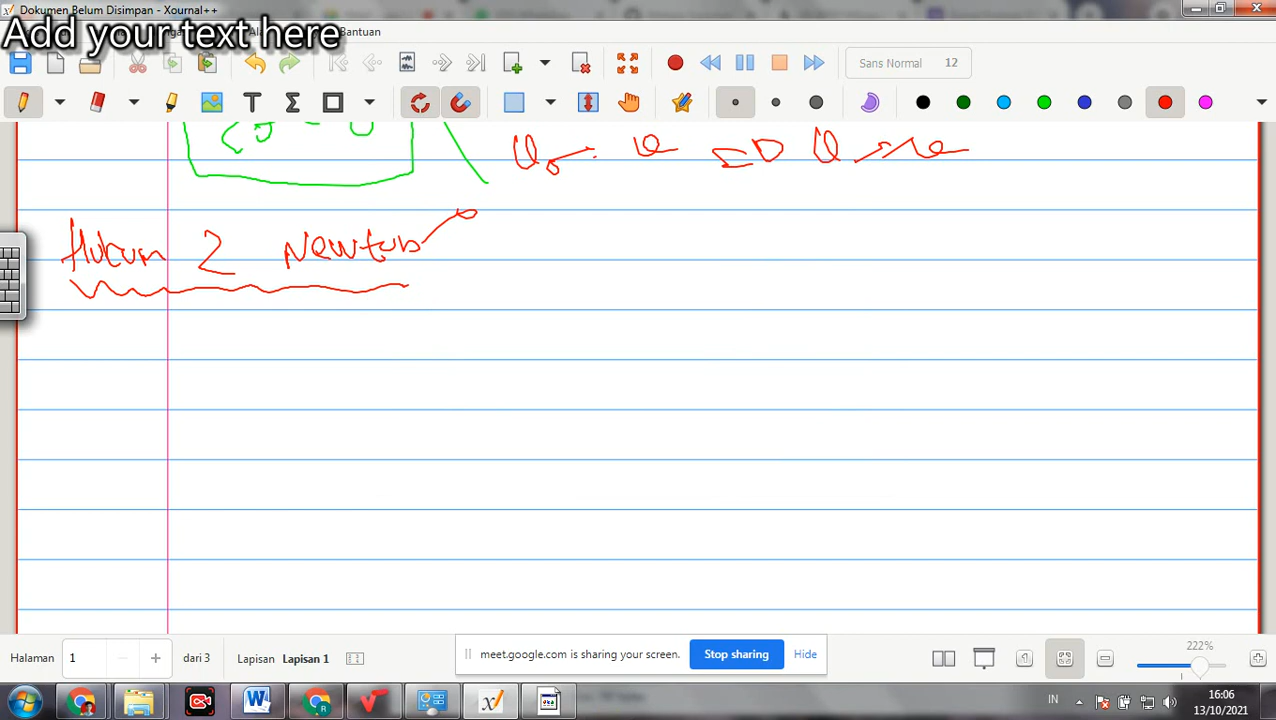 Dokumen Belum Disimpan - Xournal++
Add your text here
Bantuan
Sans Normal 12
Hukum 2 Newton
Halaman 1 dari 3 Lapisan Lapisan 1
meet.google.com is sharing your screen. Stop sharing Hide
222%
IN
16:06
13/10/2021